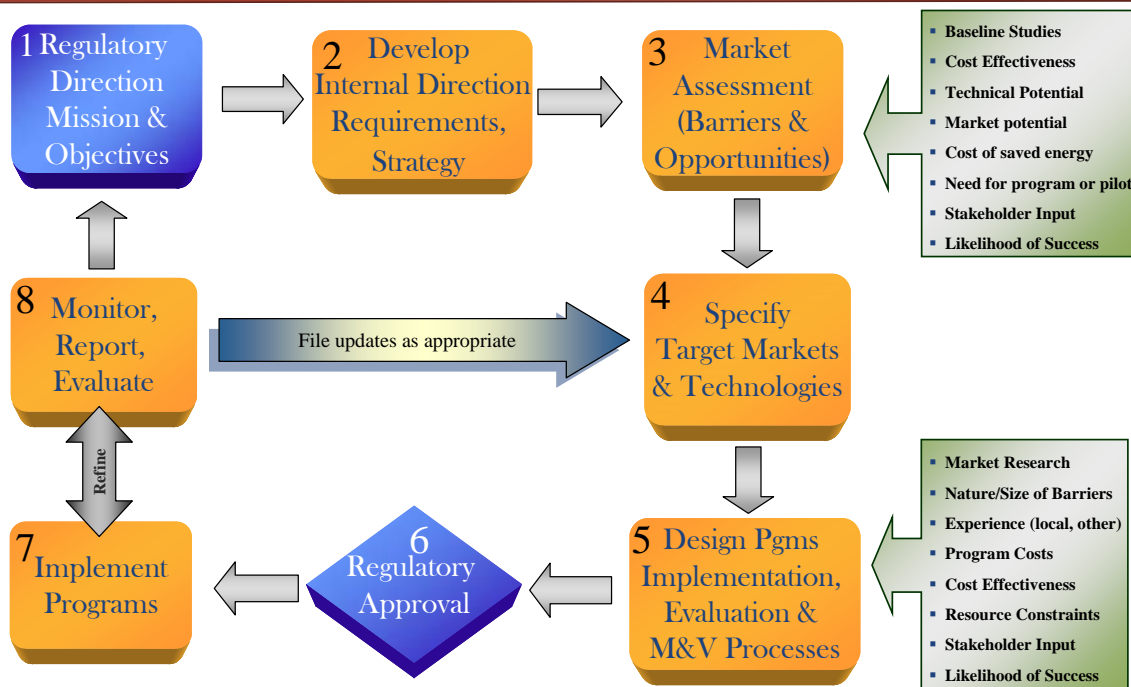 1 Regulatory
Direction
Mission &
Objectives
2 Develop
Internal Direction
Requirements,
Strategy
3 Market
Assessment
(Barriers &
Opportunities)
▪ Baseline Studies
▪ Cost Effectiveness
▪ Technical Potential
▪ Market potential
▪ Cost of saved energy
▪ Need for program or pilot
▪ Stakeholder Input
▪ Likelihood of Success
8 Monitor,
Report,
Evaluate
File updates as appropriate
4 Specify
Target Markets
& Technologies
Refine
7 Implement
Programs
6
Regulatory
Approval
5 Design Pgms
Implementation,
Evaluation &
M&V Processes
▪ Market Research
▪ Nature/Size of Barriers
▪ Experience (local, other)
▪ Program Costs
▪ Cost Effectiveness
▪ Resource Constraints
▪ Stakeholder Input
▪ Likelihood of Success